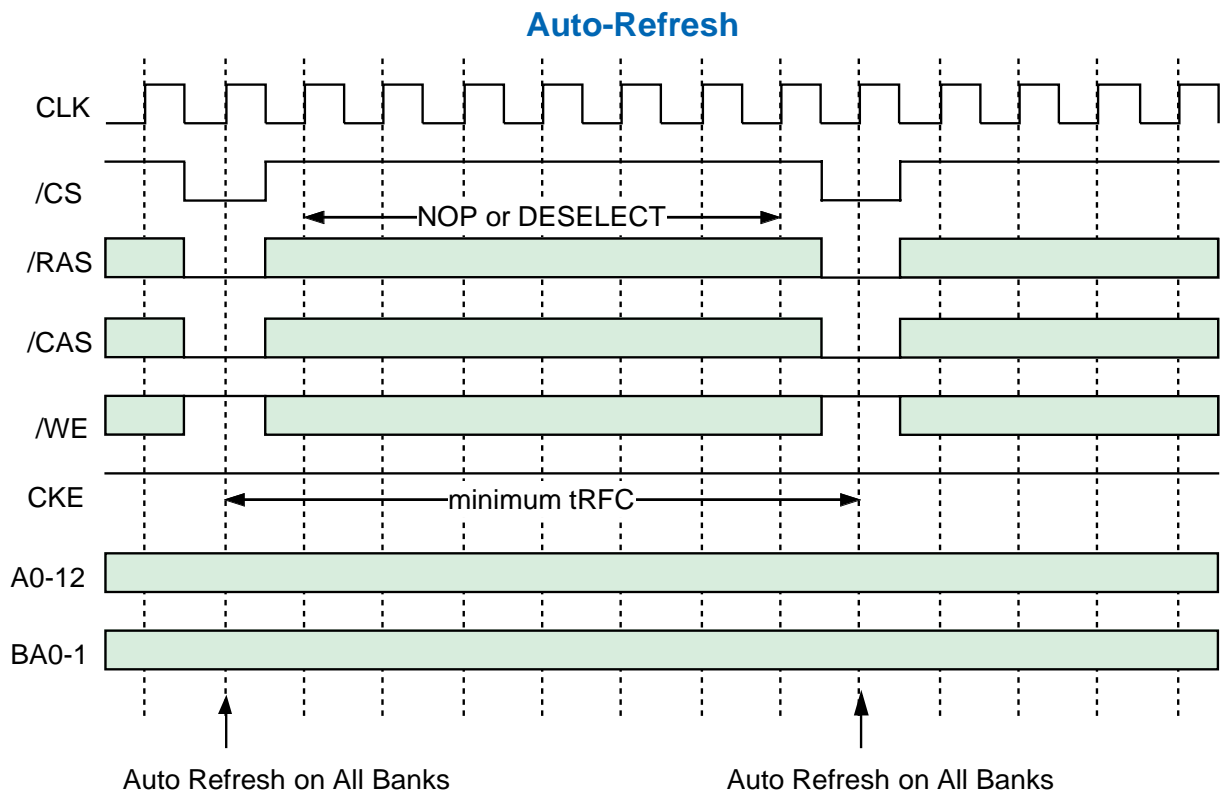 Auto-Refresh
CLK
/CS
NOP or DESELECT
/RAS
/CAS
/WE
CKE
minimum tRFC
A0-12
BA0-1
Auto Refresh on All Banks
Auto Refresh on All Banks